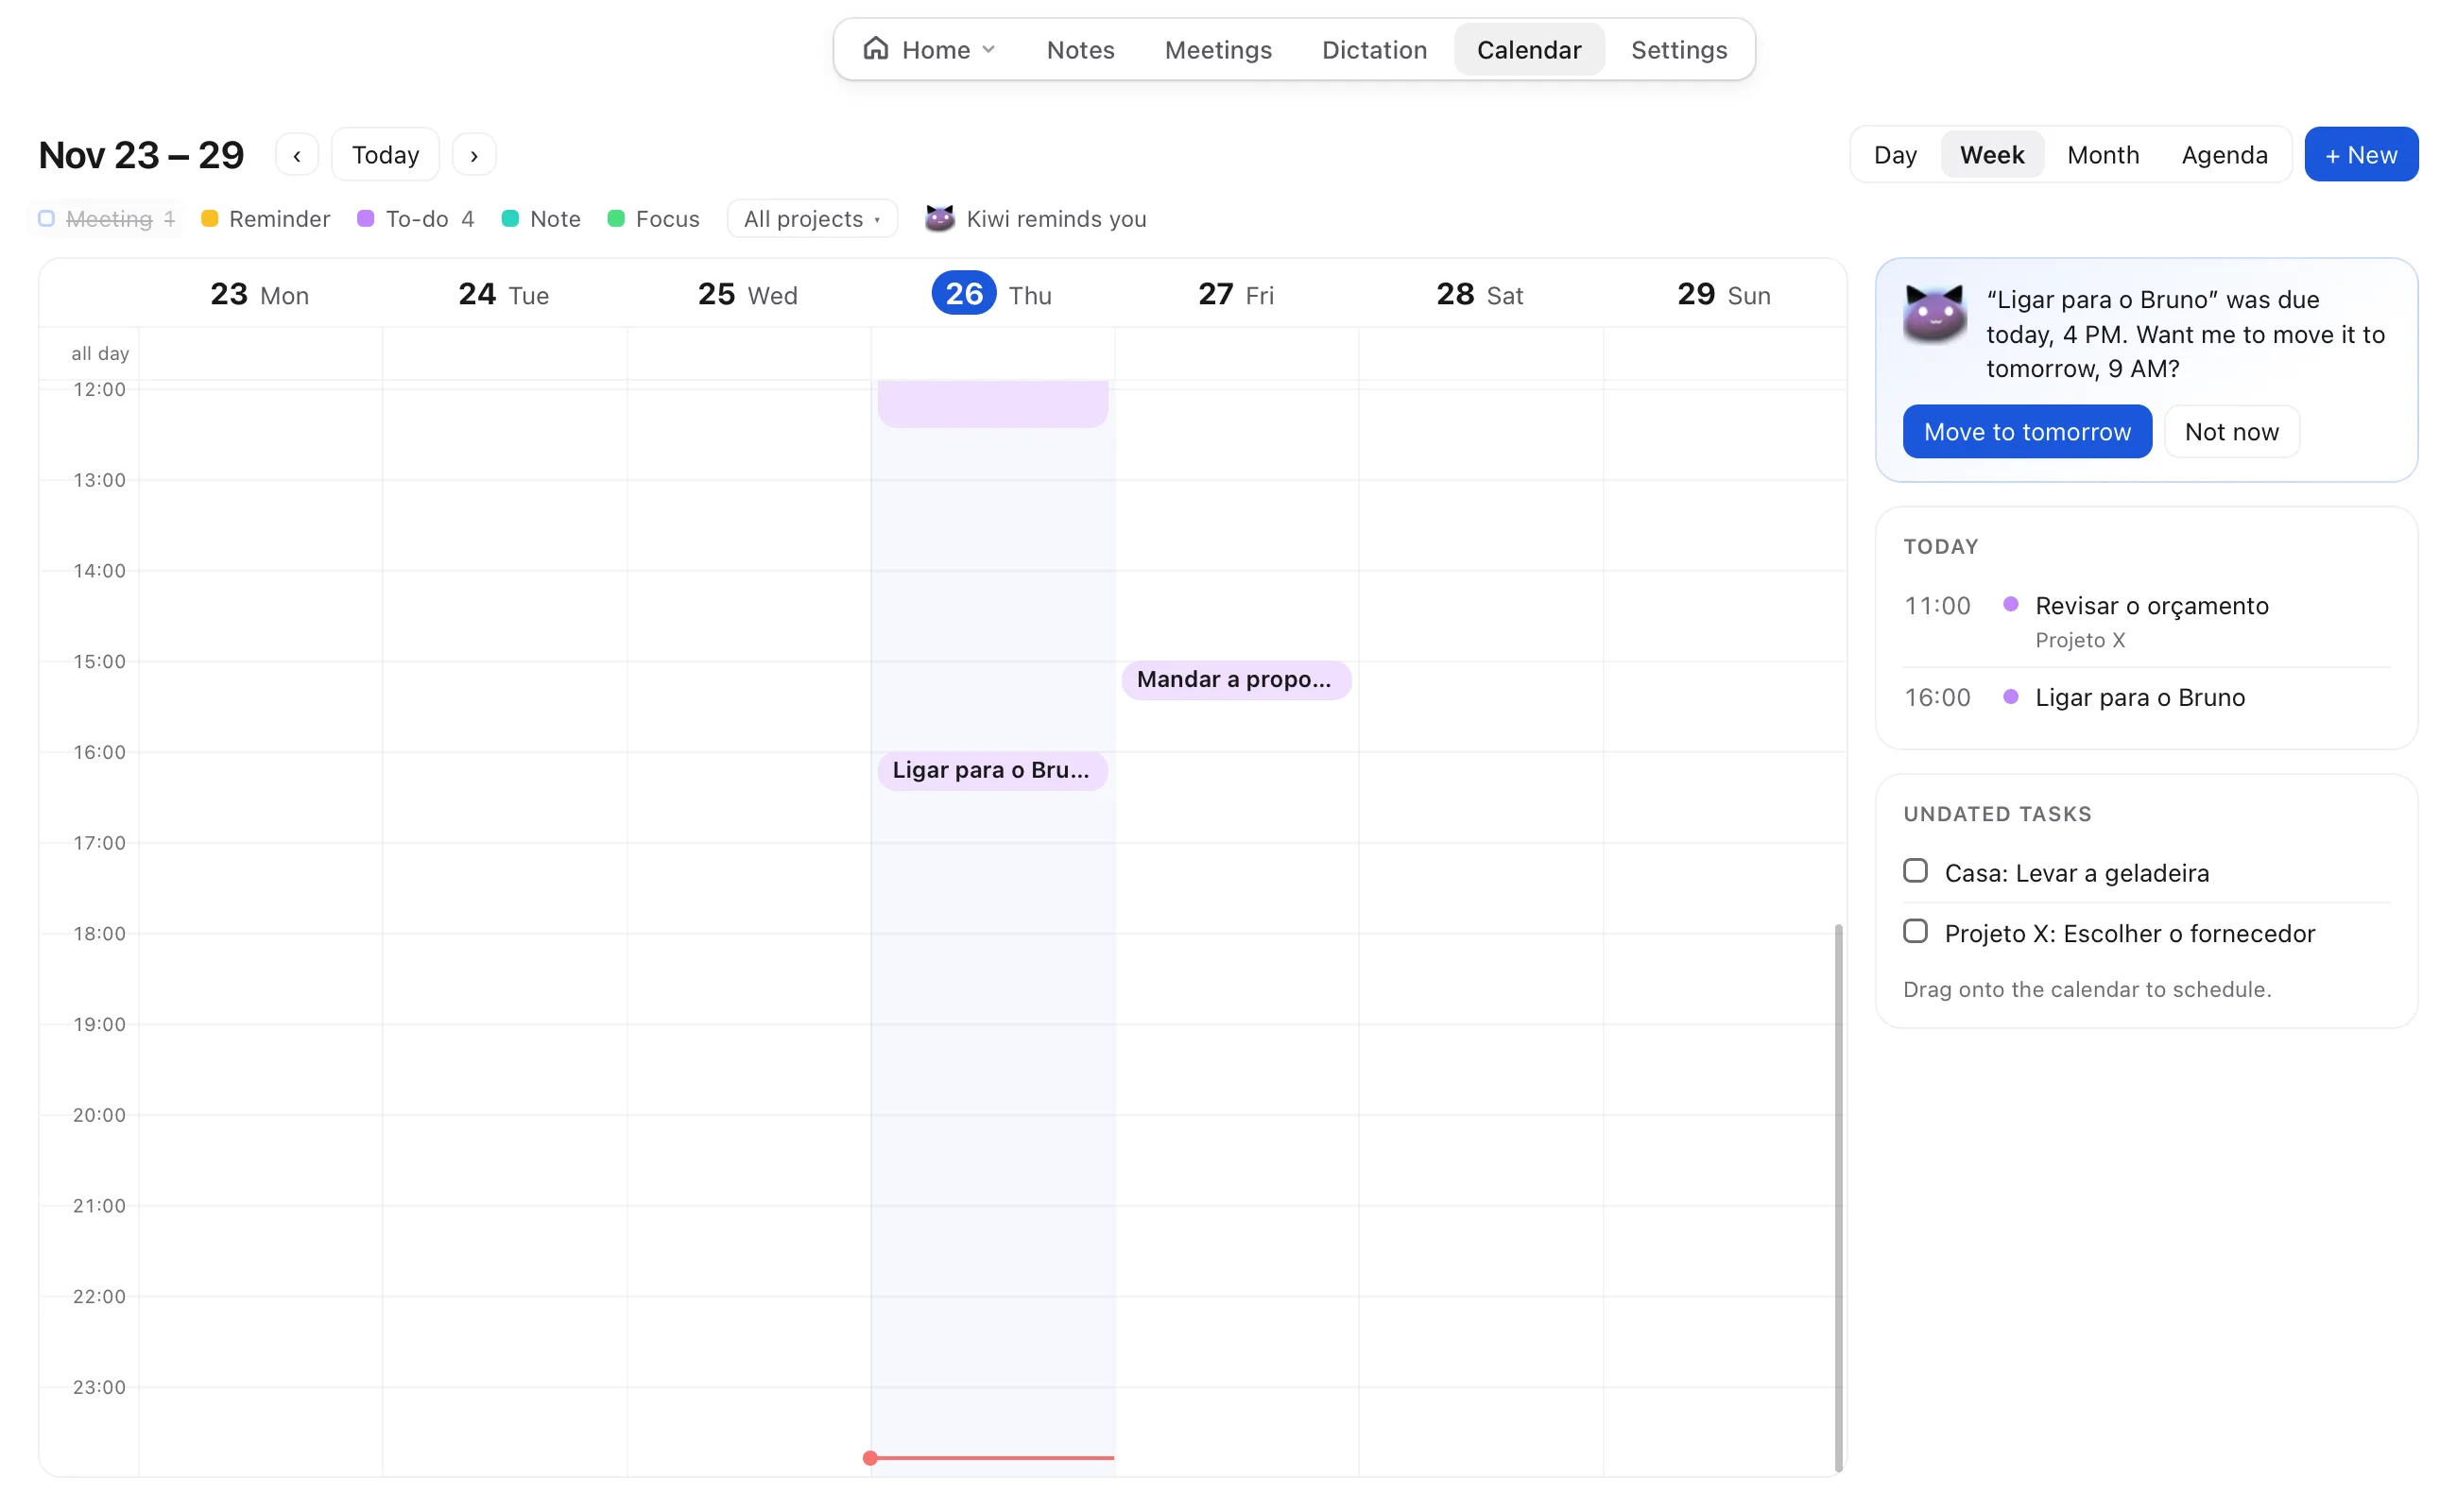 Home Notes Meetings Dictation Calendar Settings
Nov 23 – 29 ‹ Today › Day Week Month Agenda + New
Meeting 1 Reminder To-do 4 Note Focus All projects Kiwi reminds you
23 Mon 24 Tue 25 Wed 26 Thu 27 Fri 28 Sat 29 Sun
all day
12:00
13:00
14:00
15:00
Mandar a propo...
16:00
Ligar para o Bru...
17:00
18:00
19:00
20:00
21:00
22:00
23:00
“Ligar para o Bruno” was due
today, 4 PM. Want me to move it to
tomorrow, 9 AM?
Move to tomorrow Not now
TODAY
11:00 Revisar o orçamento
Projeto X
16:00 Ligar para o Bruno
UNDATED TASKS
Casa: Levar a geladeira
Projeto X: Escolher o fornecedor
Drag onto the calendar to schedule.